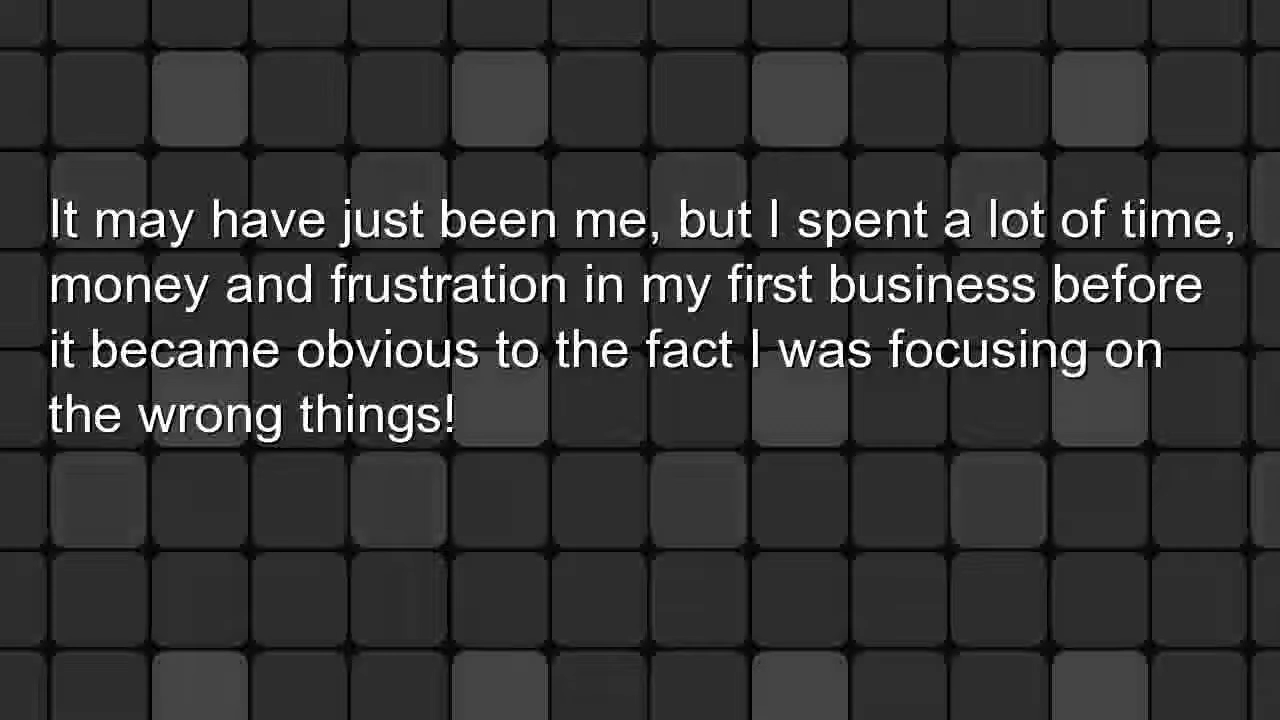 It may have just been me, but I spent a lot of time,
money and frustration in my first business before
it became obvious to the fact I was focusing on
the wrong things!